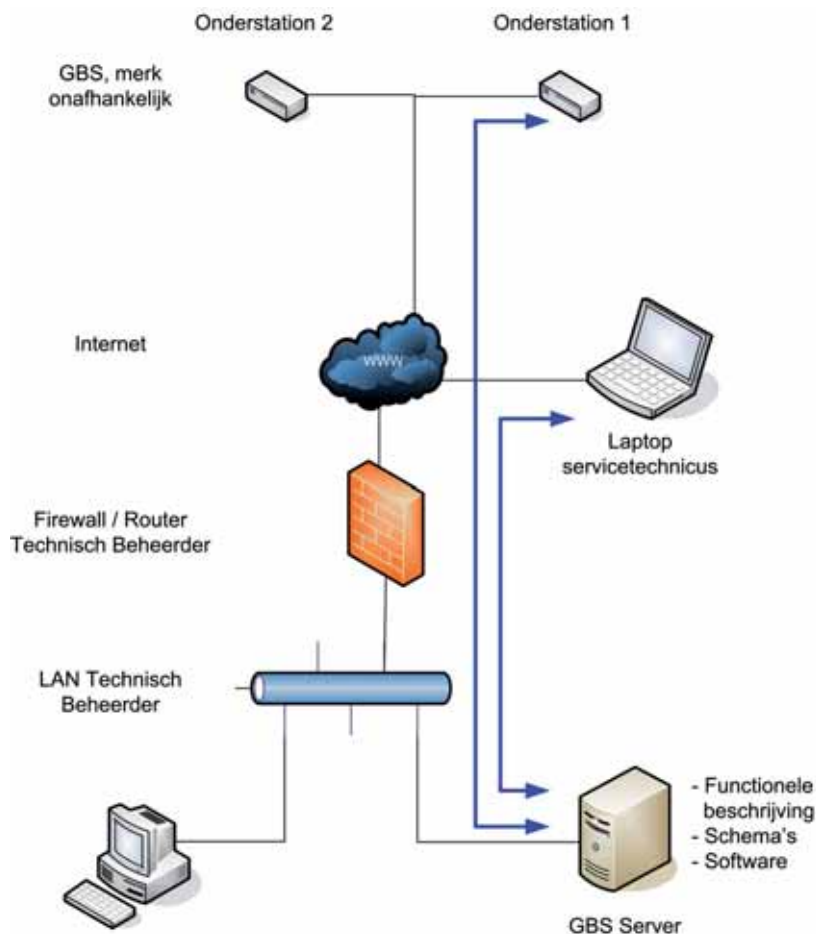 Onderstation 2
Onderstation 1
GBS, merk
onafhankelijk
Internet
WWW
Laptop
servicetechnicus
Firewall / Router
Technisch Beheerder
LAN Technisch
Beheerder
- Functionele
beschrijving
- Schema's
- Software
GBS Server